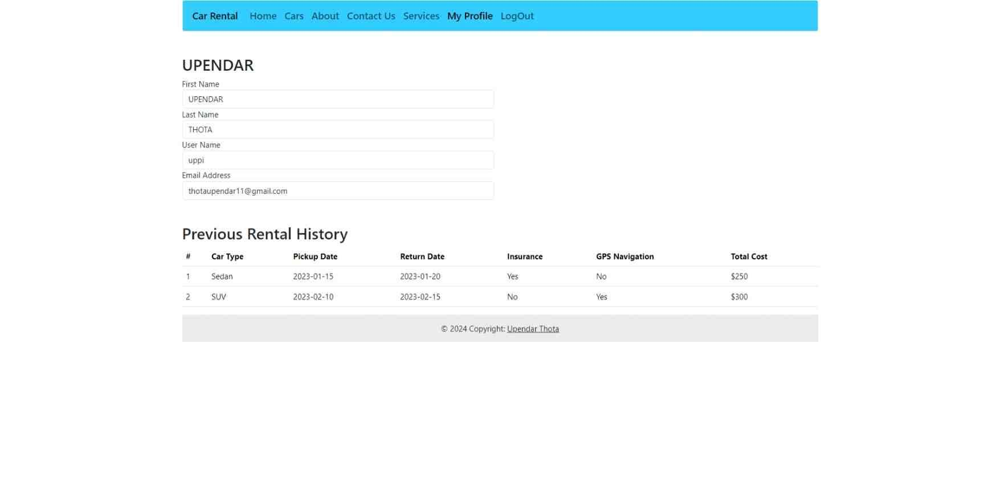 Car Rental Home Cars About Contact Us Services My Profile LogOut
UPENDAR
First Name
UPENDAR
Last Name
THOTA
User Name
uppi
Email Address
thotaupendar11@gmail.com
Previous Rental History
# Car Type Pickup Date Return Date Insurance GPS Navigation Total Cost
1 Sedan 2023-01-15 2023-01-20 Yes No $250
2 SUV 2023-02-10 2023-02-15 No Yes $300
© 2024 Copyright: Upendar Thota